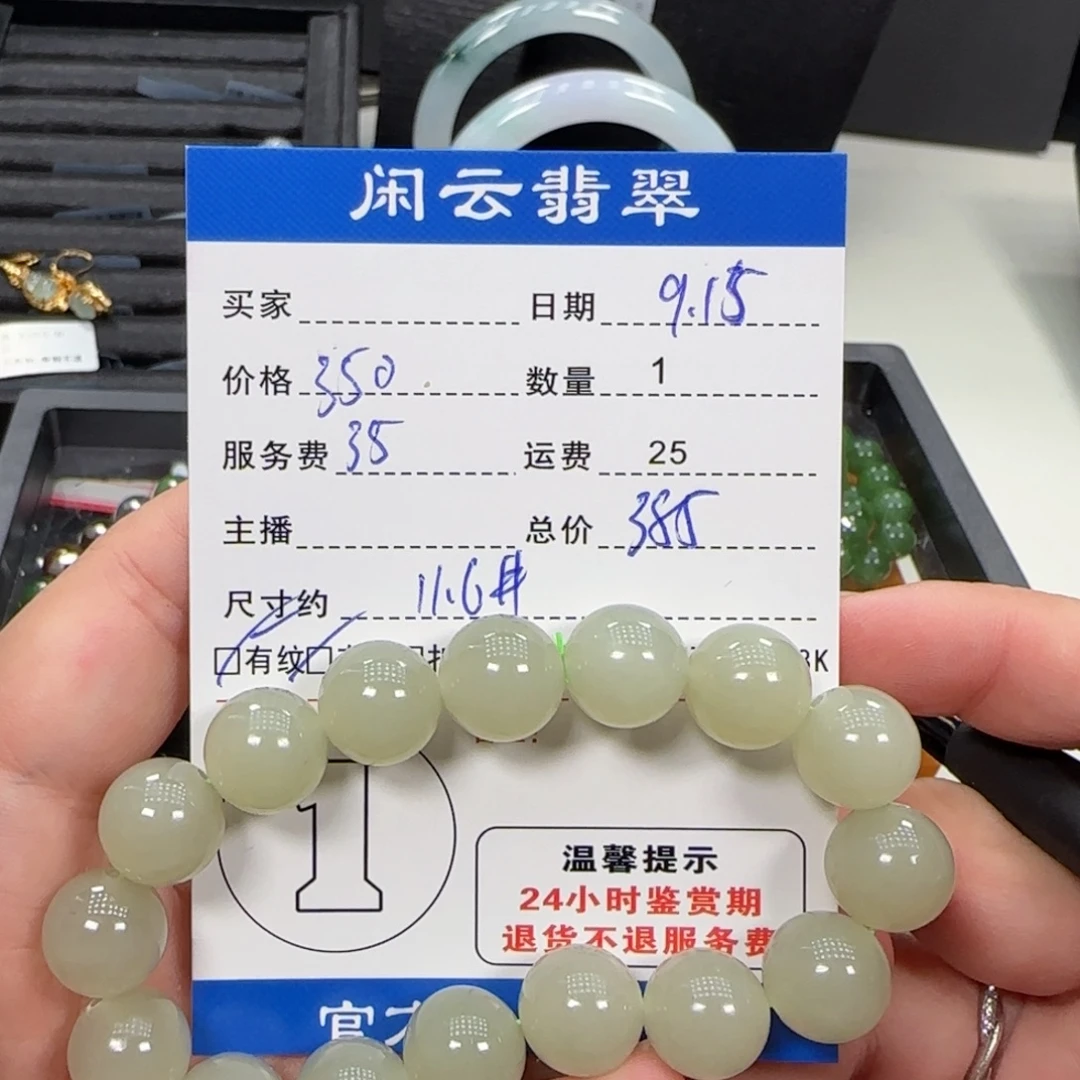 闲云翡翠
买家 日期 9.15
价格 350 数量 1
服务费 35 运费 25
主播 总价 385
尺寸约 11.6#
有纹
1
温馨提示
24小时鉴赏期
退货不退服务费
官